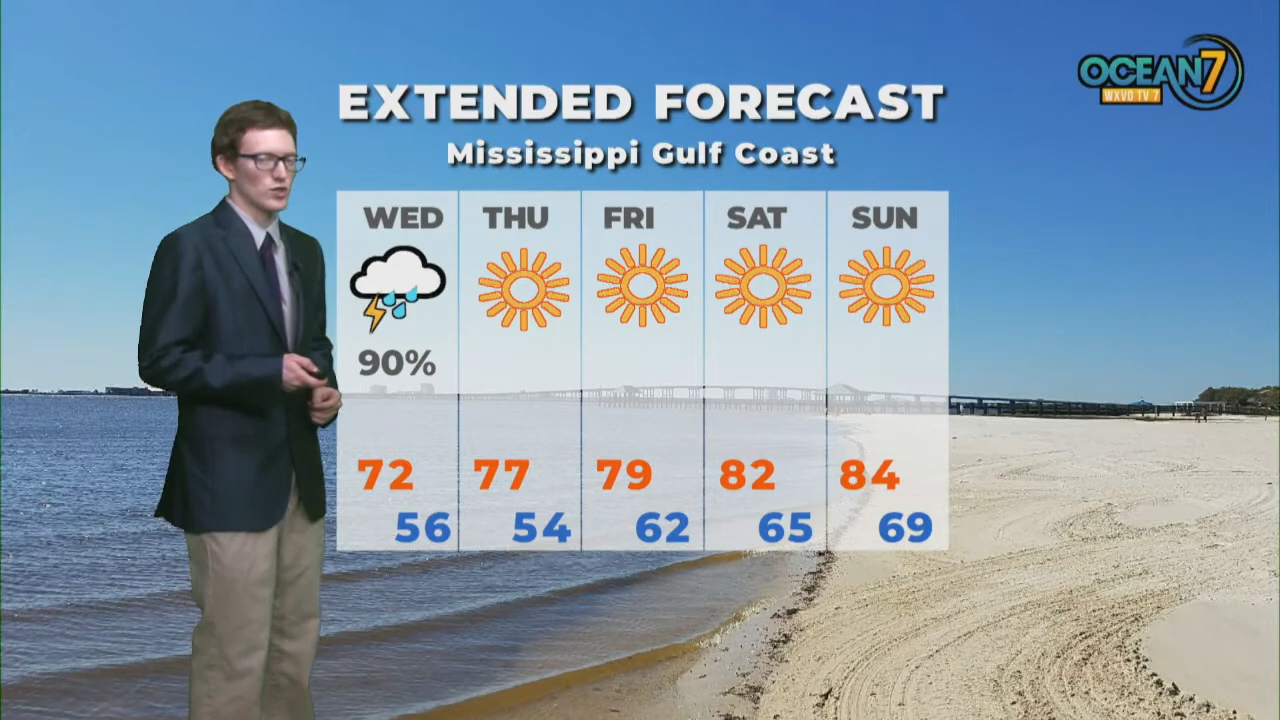 OCEAN7
WXVO TV 7
EXTENDED FORECAST
Mississippi Gulf Coast
WED THU FRI SAT SUN
90%
72 77 79 82 84
56 54 62 65 69